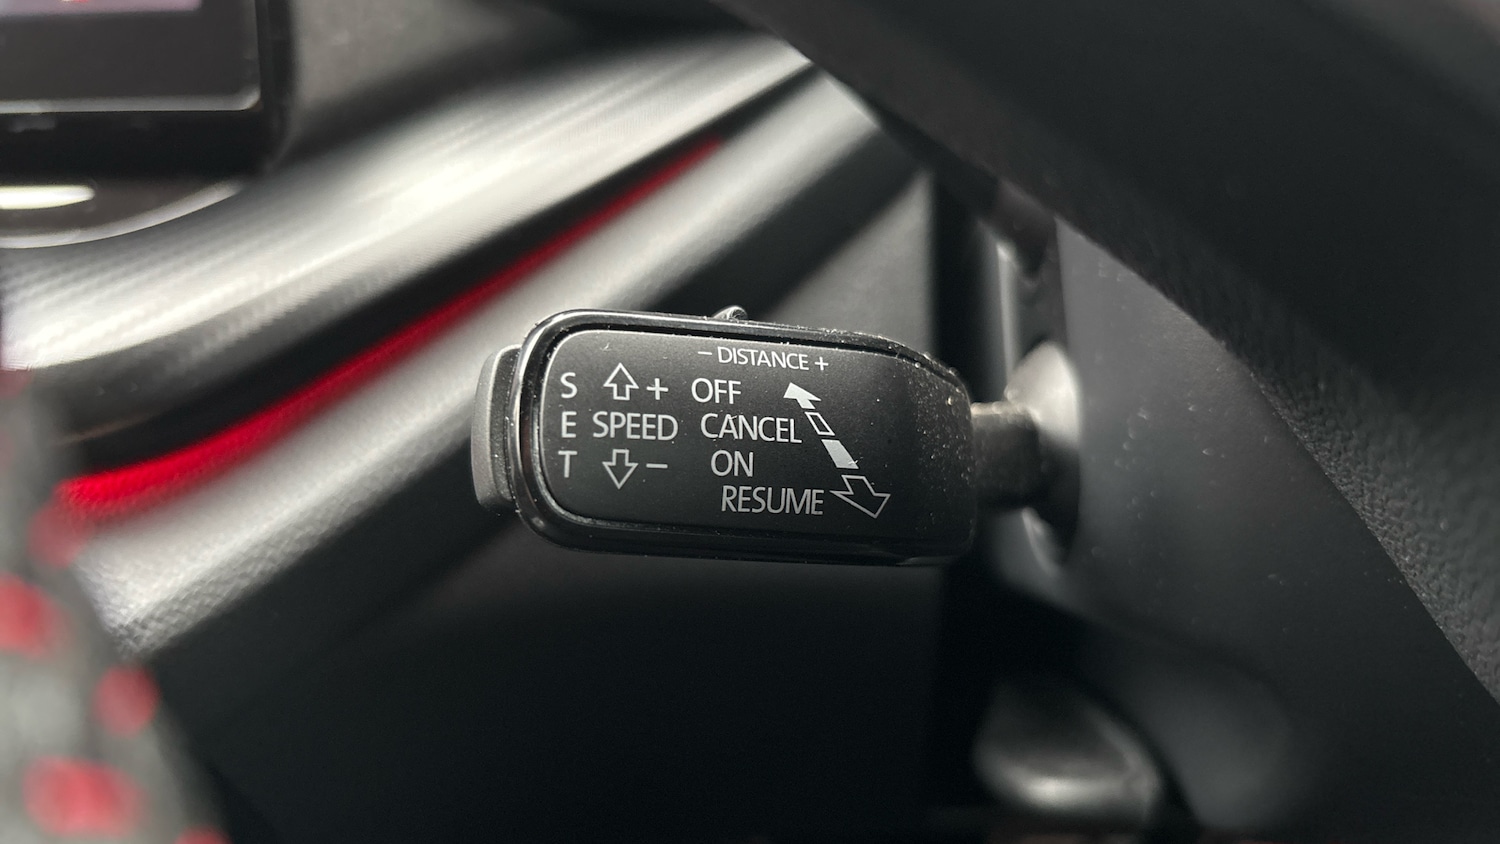 – DISTANCE +
S + OFF
E SPEED CANCEL
T – ON
RESUME